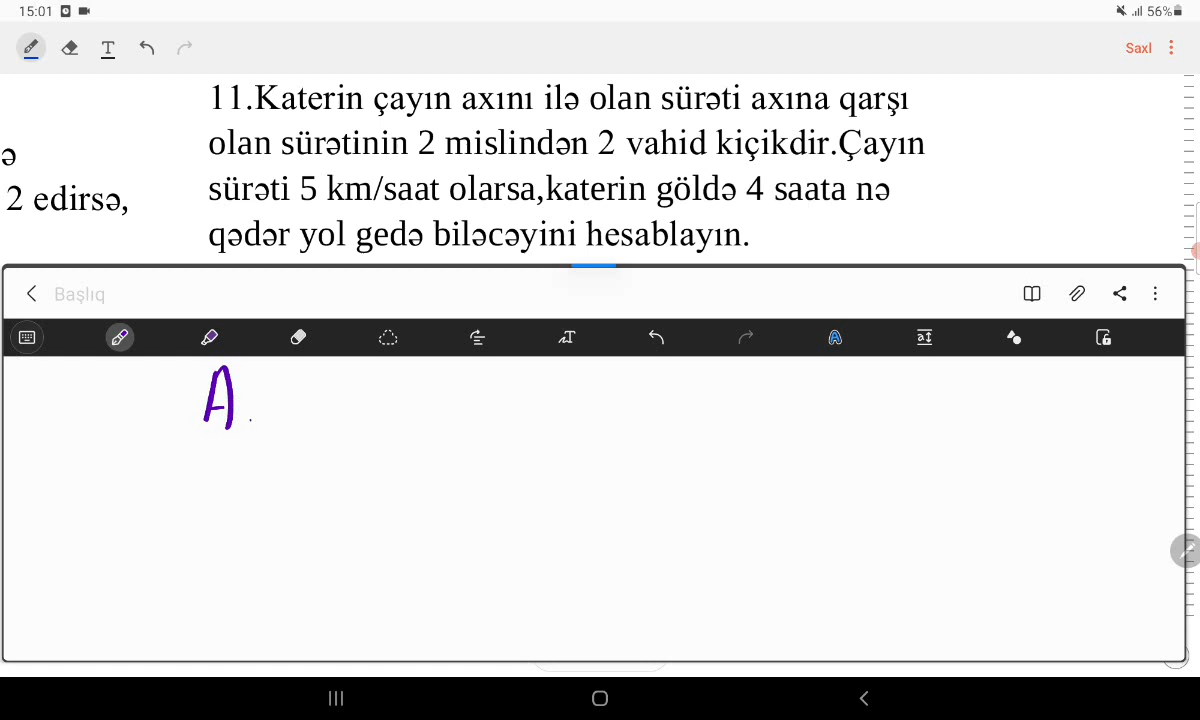 15:01
56%
Saxl
11.Katerin çayın axını ilə olan sürəti axına qarşı
olan sürətinin 2 mislindən 2 vahid kiçikdir.Çayın
ə
sürəti 5 km/saat olarsa,katerin göldə 4 saata nə
2 edirsə,
qədər yol gedə biləcəyini hesablayın.
Başlıq
A